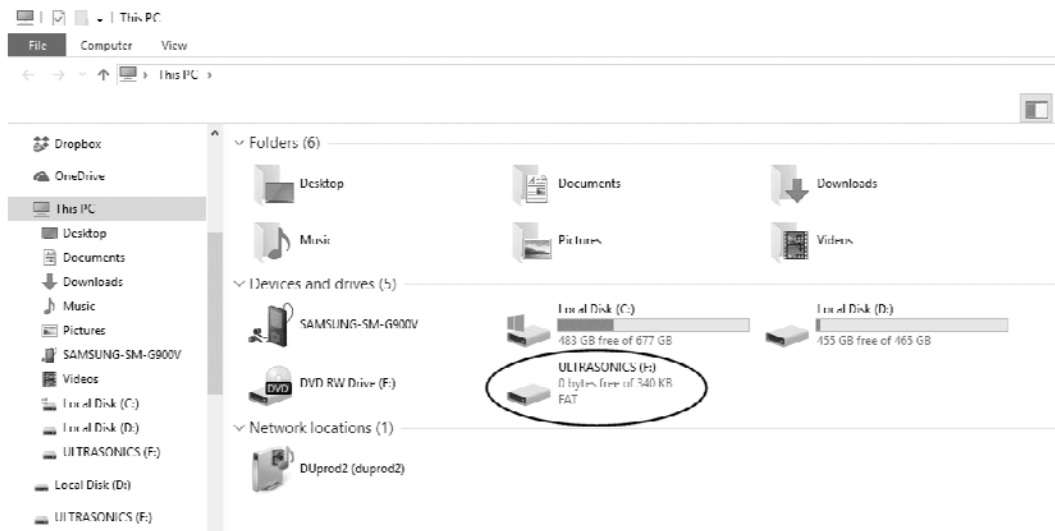 This PC
File Computer View
This PC
Dropbox
OneDrive
This PC
Desktop
Documents
Downloads
Music
Pictures
SAMSUNG-SM-G900V
Videos
Local Disk (C:)
Local Disk (D:)
ULTRASONICS (F:)
Local Disk (D:)
ULTRASONICS (F:)
Folders (6)
Desktop
Documents
Downloads
Music
Pictures
Videos
Devices and drives (5)
SAMSUNG-SM-G900V
Local Disk (C:)
483 GB free of 677 GB
Local Disk (D:)
455 GB free of 465 GB
DVD
DVD RW Drive (E:)
ULTRASONICS (F:)
0 bytes free of 340 KB
FAT
Network locations (1)
DUprod2 (duprod2)